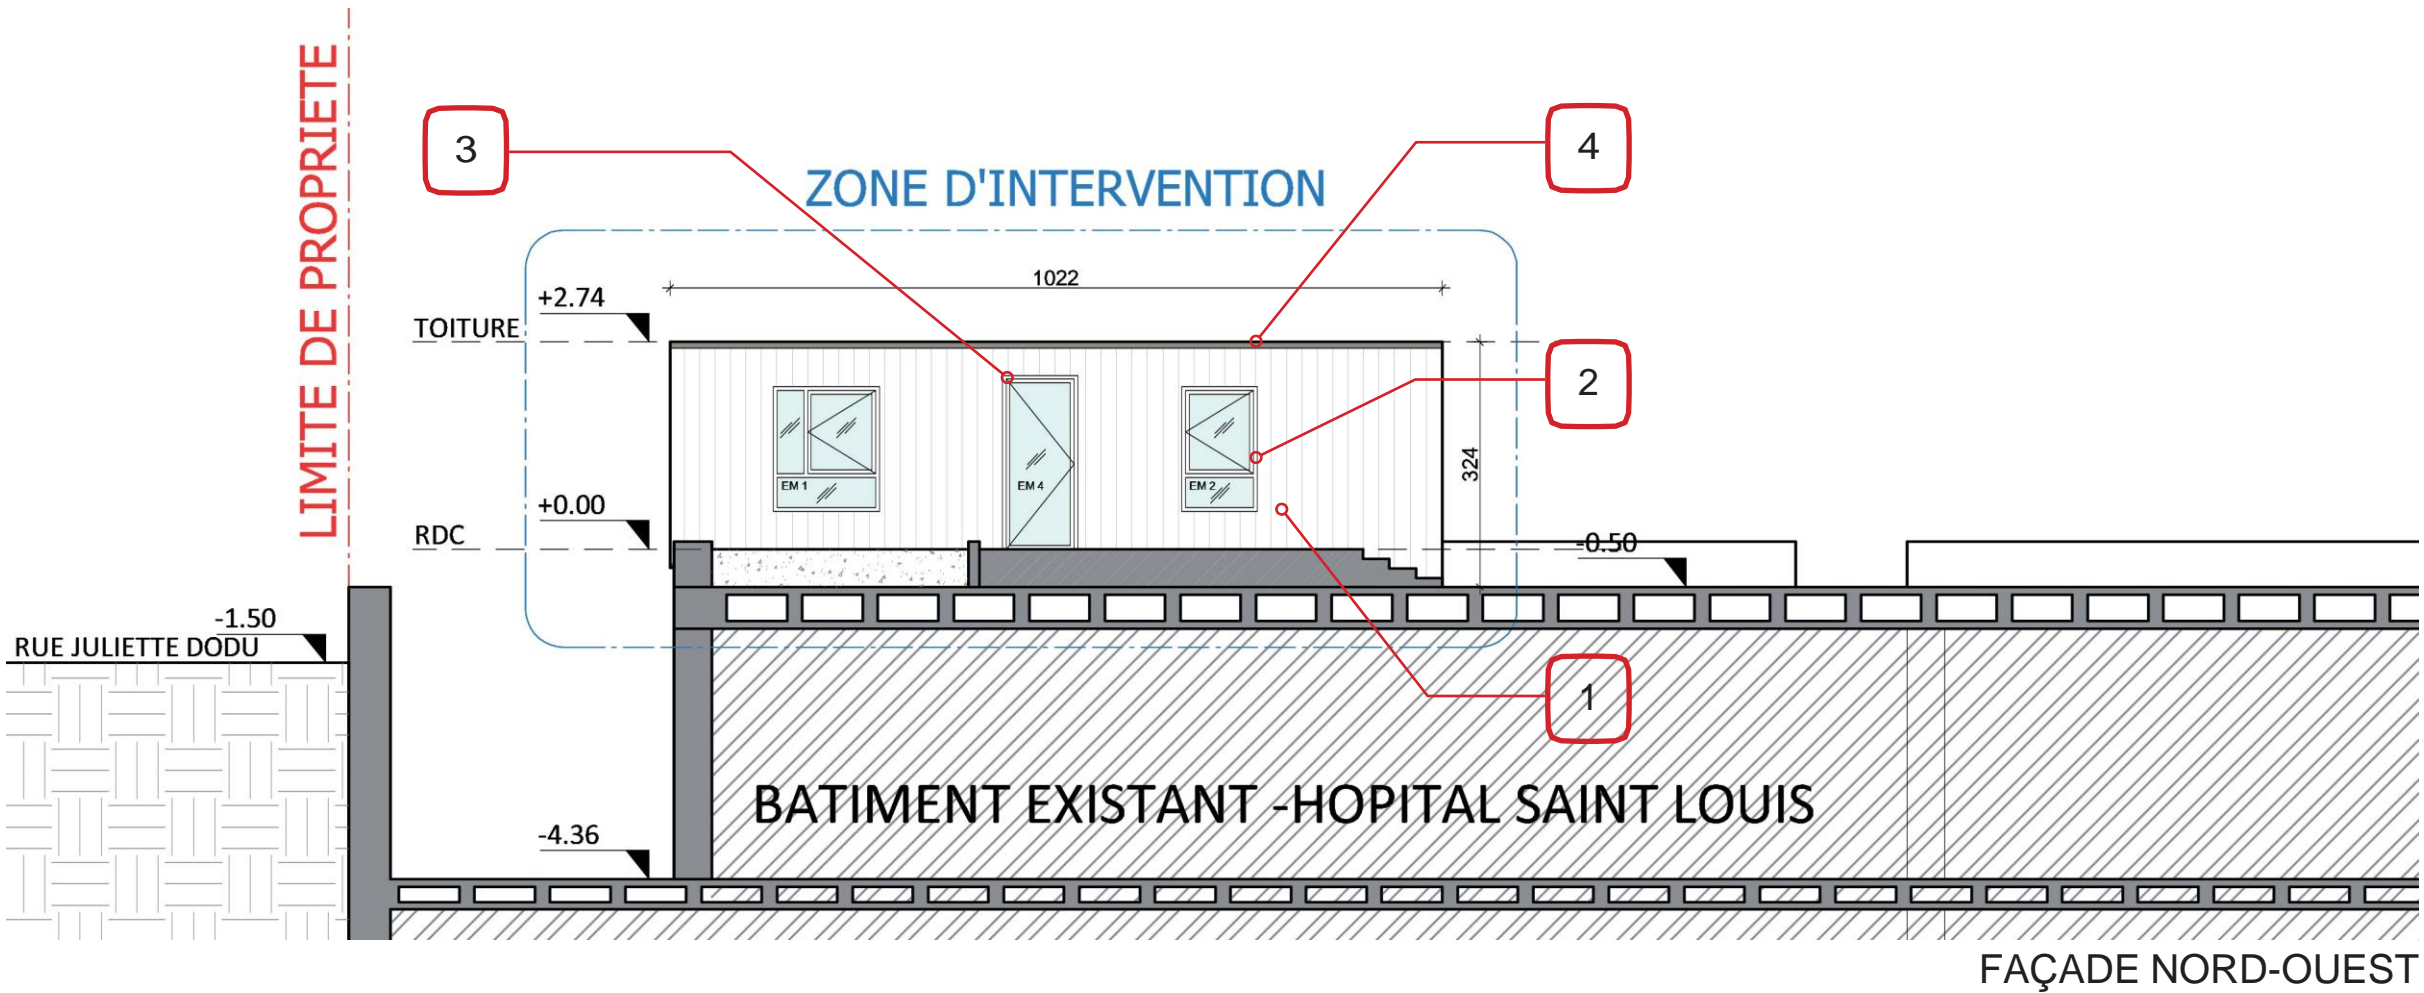 LIMITE DE PROPRIETE
3
4
ZONE D'INTERVENTION
1022
+2.74
TOITURE
2
324
EM 1
EM 4
EM 2
+0.00
RDC
-0.50
-1.50
RUE JULIETTE DODU
1
BATIMENT EXISTANT -HOPITAL SAINT LOUIS
-4.36
FAÇADE NORD-OUEST